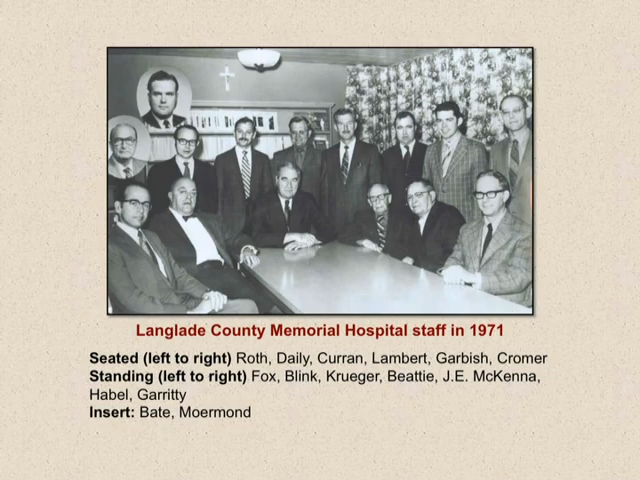 Langlade County Memorial Hospital staff in 1971
Seated (left to right) Roth, Daily, Curran, Lambert, Garbish, Cromer
Standing (left to right) Fox, Blink, Krueger, Beattie, J.E. McKenna,
Habel, Garritty
Insert: Bate, Moermond